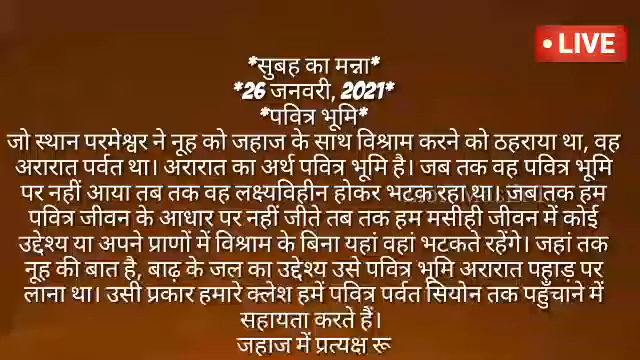 • LIVE
*सुबह का मन्ना*
*26 जनवरी, 2021*
*पवित्र भूमि*
जो स्थान परमेश्वर ने नूह को जहाज के साथ विश्राम करने को ठहराया था, वह
अरारात पर्वत था। अरारात का अर्थ पवित्र भूमि है। जब तक वह पवित्र भूमि
पर नहीं आया तब तक वह लक्ष्यविहीन होकर भटक रहा था। जब तक हम
पवित्र जीवन के आधार पर नहीं जीते तब तक हम मसीही जीवन में कोई
उद्देश्य या अपने प्राणों में विश्राम के बिना यहां वहां भटकते रहेंगे। जहां तक
नूह की बात है, बाढ़ के जल का उद्देश्य उसे पवित्र भूमि अरारात पहाड़ पर
लाना था। उसी प्रकार हमारे क्लेश हमें पवित्र पर्वत सियोन तक पहुँचाने में
सहायता करते हैं।
जहाज में प्रत्यक्ष रू